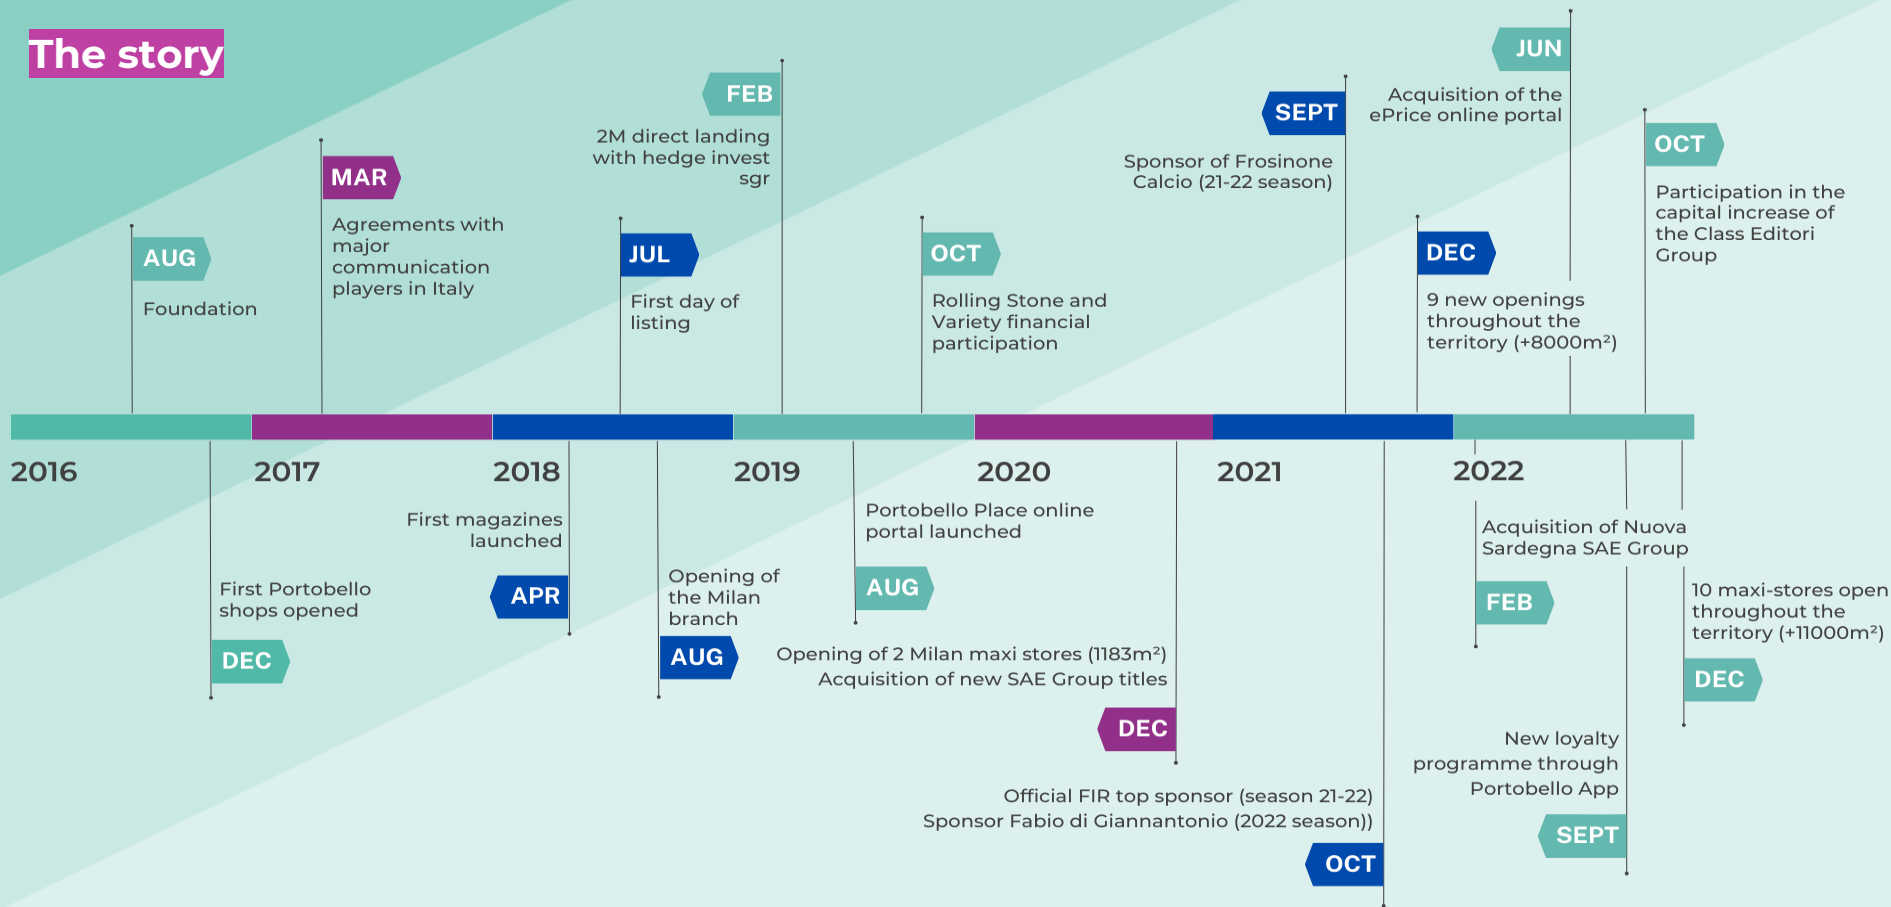 The story
AUG
Foundation
MAR
Agreements with
major
communication
players in Italy
FEB
2M direct landing
with hedge invest
sgr
JUL
First day of
listing
OCT
Rolling Stone and
Variety financial
participation
SEPT
Sponsor of Frosinone
Calcio (21-22 season)
JUN
Acquisition of the
ePrice online portal
DEC
9 new openings
throughout the
territory (+8000m²)
OCT
Participation in the
capital increase of
the Class Editori
Group
2016
2017
2018
2019
2020
2021
2022
First Portobello
shops opened
DEC
First magazines
launched
APR
Opening of
the Milan
branch
AUG
Portobello Place online
portal launched
AUG
Opening of 2 Milan maxi stores (1183m²)
Acquisition of new SAE Group titles
DEC
Official FIR top sponsor (season 21-22)
Sponsor Fabio di Giannantonio (2022 season))
OCT
Acquisition of Nuova
Sardegna SAE Group
FEB
New loyalty
programme through
Portobello App
SEPT
10 maxi-stores open
throughout the
territory (+11000m²)
DEC